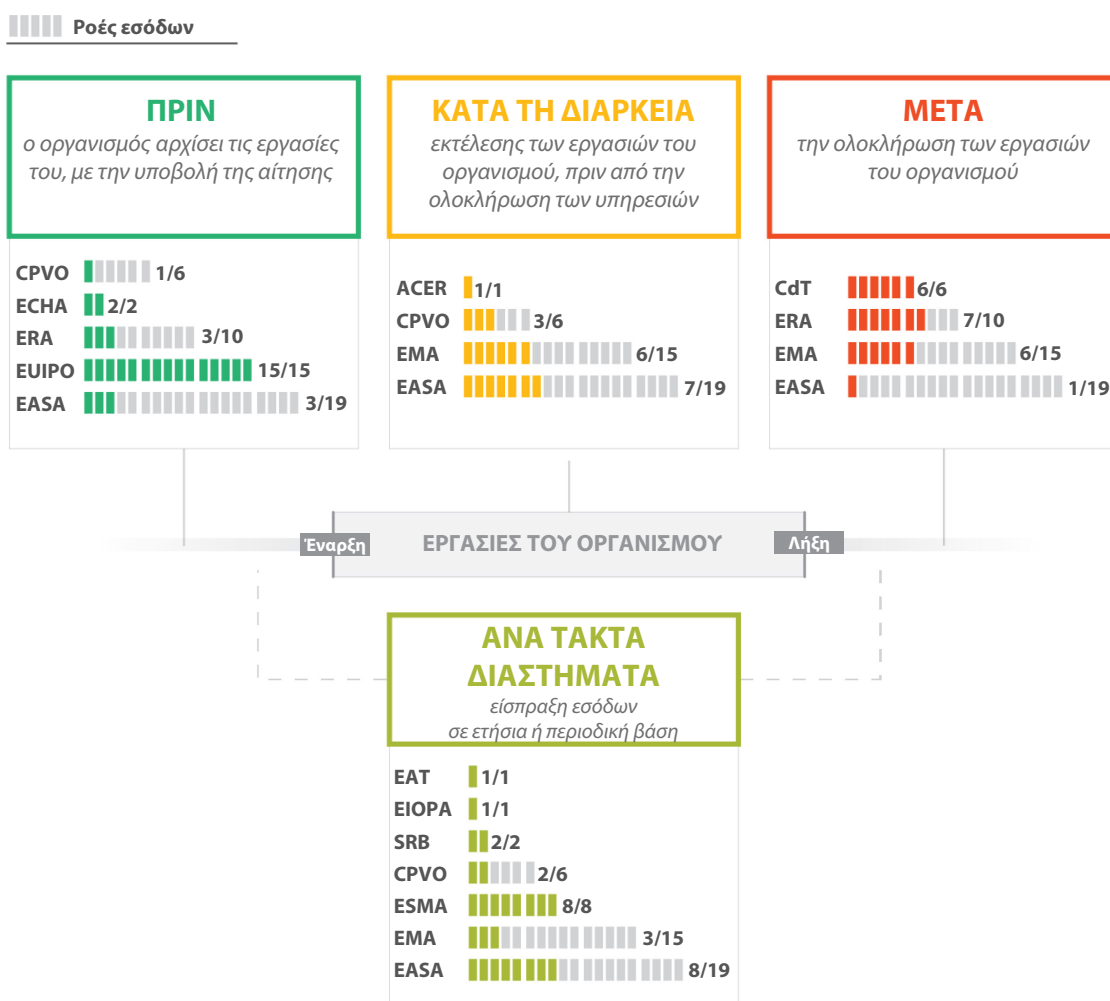 Ροές εσόδων
ΠΡΙΝ
ο οργανισμός αρχίσει τις εργασίες
του, με την υποβολή της αίτησης
CPVO 1/6
ECHA 2/2
ERA 3/10
EUIPO 15/15
EASA 3/19
ΚΑΤΑ ΤΗ ΔΙΑΡΚΕΙΑ
εκτέλεσης των εργασιών του
οργανισμού, πριν από την
ολοκλήρωση των υπηρεσιών
ACER 1/1
CPVO 3/6
EMA 6/15
EASA 7/19
ΜΕΤΑ
την ολοκλήρωση των εργασιών
του οργανισμού
CdT 6/6
ERA 7/10
EMA 6/15
EASA 1/19
Έναρξη
ΕΡΓΑΣΙΕΣ ΤΟΥ ΟΡΓΑΝΙΣΜΟΥ
Λήξη
ΑΝΑ ΤΑΚΤΑ
ΔΙΑΣΤΗΜΑΤΑ
είσπραξη εσόδων
σε ετήσια ή περιοδική βάση
ΕΑΤ 1/1
EIOPA 1/1
SRB 2/2
CPVO 2/6
ESMA 8/8
EMA 3/15
EASA 8/19